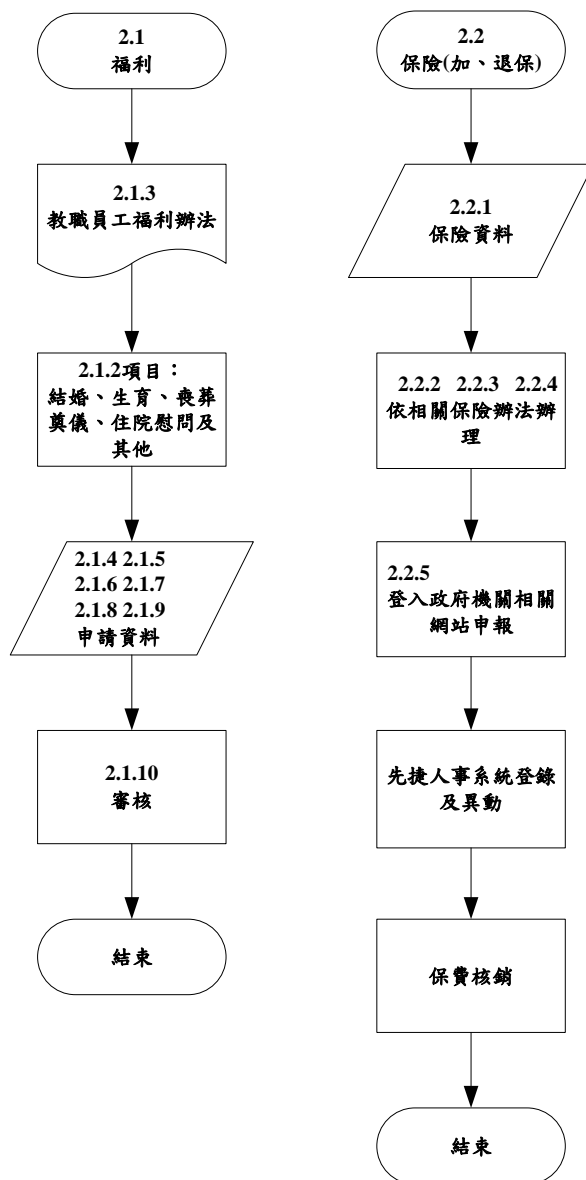 2.1
福利
2.1.3
教職員工福利辦法
2.1.2項目：
結婚、生育、喪葬
奠儀、住院慰問及
其他
2.1.4 2.1.5
2.1.6 2.1.7
2.1.8 2.1.9
申請資料
2.1.10
審核
結束
2.2
保險(加、退保)
2.2.1
保險資料
2.2.2 2.2.3 2.2.4
依相關保險辦法辦
理
2.2.5
登入政府機關相關
網站申報
先捷人事系統登錄
及異動
保費核銷
結束